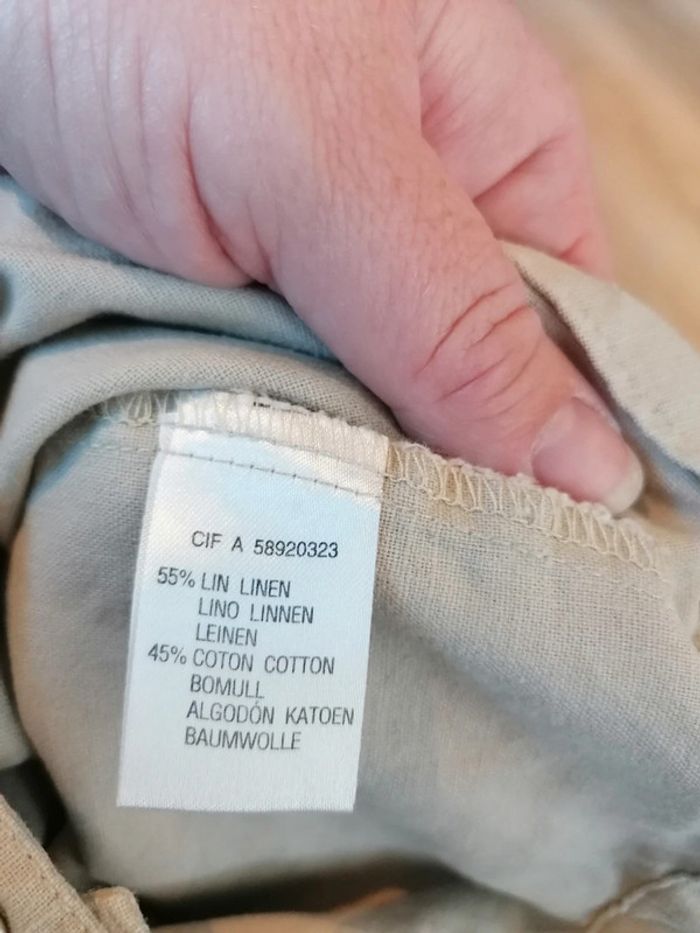 CIF A 58920323
55% LIN LINEN
LINO LINNEN
LEINEN
45% COTON COTTON
BOMULL
ALGODÓN KATOEN
BAUMWOLLE